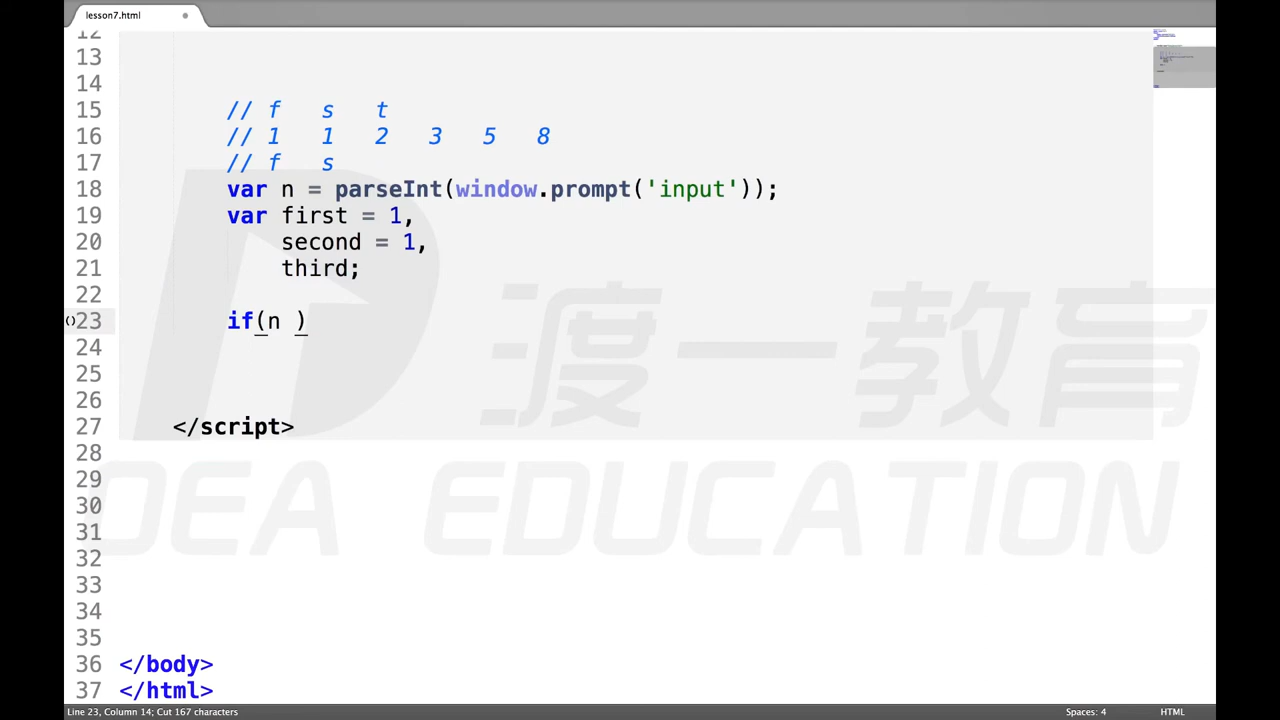 lesson7.html
12
13
14
15 // f s t
16 // 1 1 2 3 5 8
17 // f s
18 var n = parseInt(window.prompt('input'));
19 var first = 1,
20 second = 1,
21 third;
22
23 if(n )
24
25
26
27 </script>
28
29
30
31
32
33
34
35
36 </body>
37 </html>
渡一教育
DEA EDUCATION
Line 23, Column 14; Cut 167 characters Spaces: 4 HTML